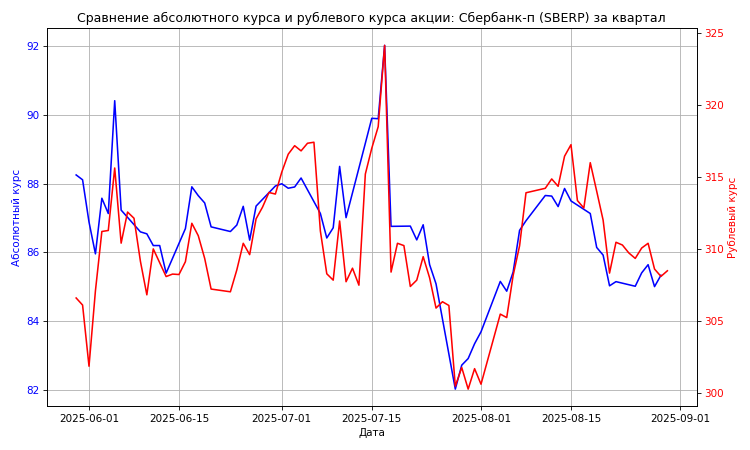 Сравнение абсолютного курса и рублевого курса акции: Сбербанк-п (SBERP) за квартал
92
90
88
86
84
82
Абсолютный курс
325
320
315
310
305
300
Рублевый курс
2025-06-01 2025-06-15 2025-07-01 2025-07-15 2025-08-01 2025-08-15 2025-09-01
Дата